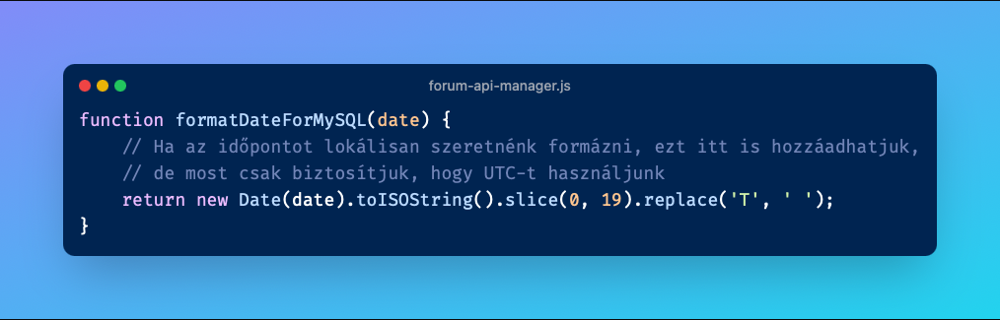 forum-api-manager.js
function formatDateForMySQL(date) {
    // Ha az időpontot lokálisan szeretnénk formázni, ezt itt is hozzáadhatjuk,
    // de most csak biztosítjuk, hogy UTC-t használjunk
    return new Date(date).toISOString().slice(0, 19).replace('T', ' ');
}